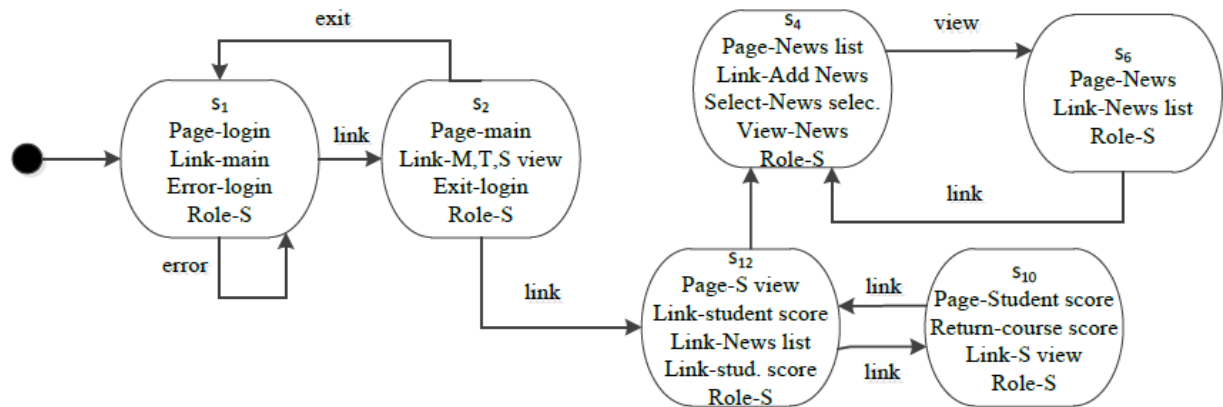 exit
s1
Page-login
Link-main
Error-login
Role-S
error
link
s2
Page-main
Link-M,T,S view
Exit-login
Role-S
link
s4
Page-News list
Link-Add News
Select-News selec.
View-News
Role-S
view
s6
Page-News
Link-News list
Role-S
link
s12
Page-S view
Link-student score
Link-News list
Link-stud. score
Role-S
link
link
s10
Page-Student score
Return-course score
Link-S view
Role-S